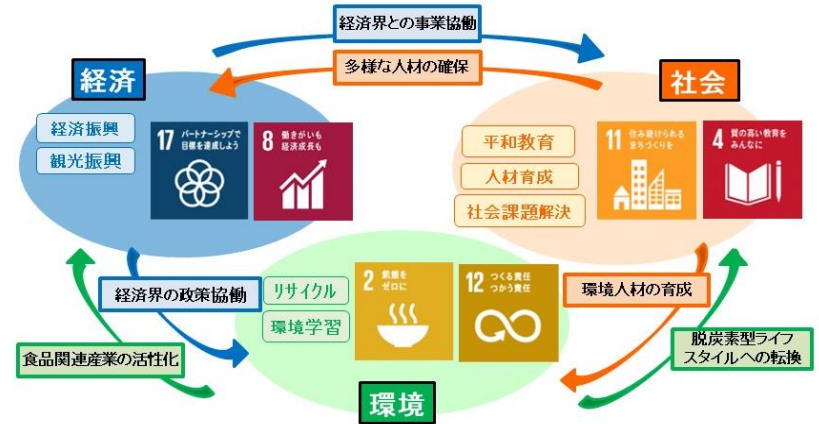 経済界との事業協働
多様な人材の確保
経済
社会
経済振興
観光振興
17 パートナーシップで
目標を達成しよう
8 働きがいも
経済成長も
平和教育
人材育成
社会課題解決
11 住み続けられる
まちづくりを
4 質の高い教育を
みんなに
経済界の政策協働
リサイクル
環境学習
2 飢餓を
ゼロに
12 つくる責任
つかう責任
環境人材の育成
食品関連産業の活性化
脱炭素型ライフ
スタイルへの転換
環境